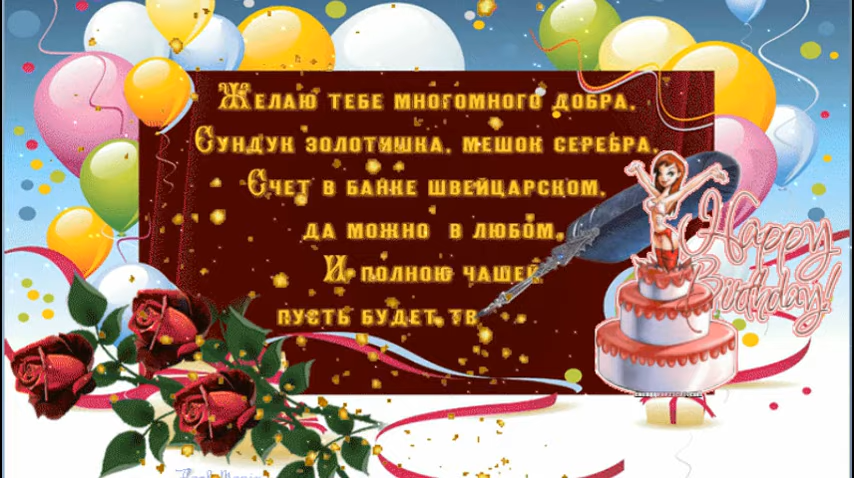 Желаю тебе многомного добра,
Сундук золотишка, мешок серебра,
Счет в банке швейцарском,
да можно в любом,
И полною чашей
пусть будет тв
Happy
Birthday!